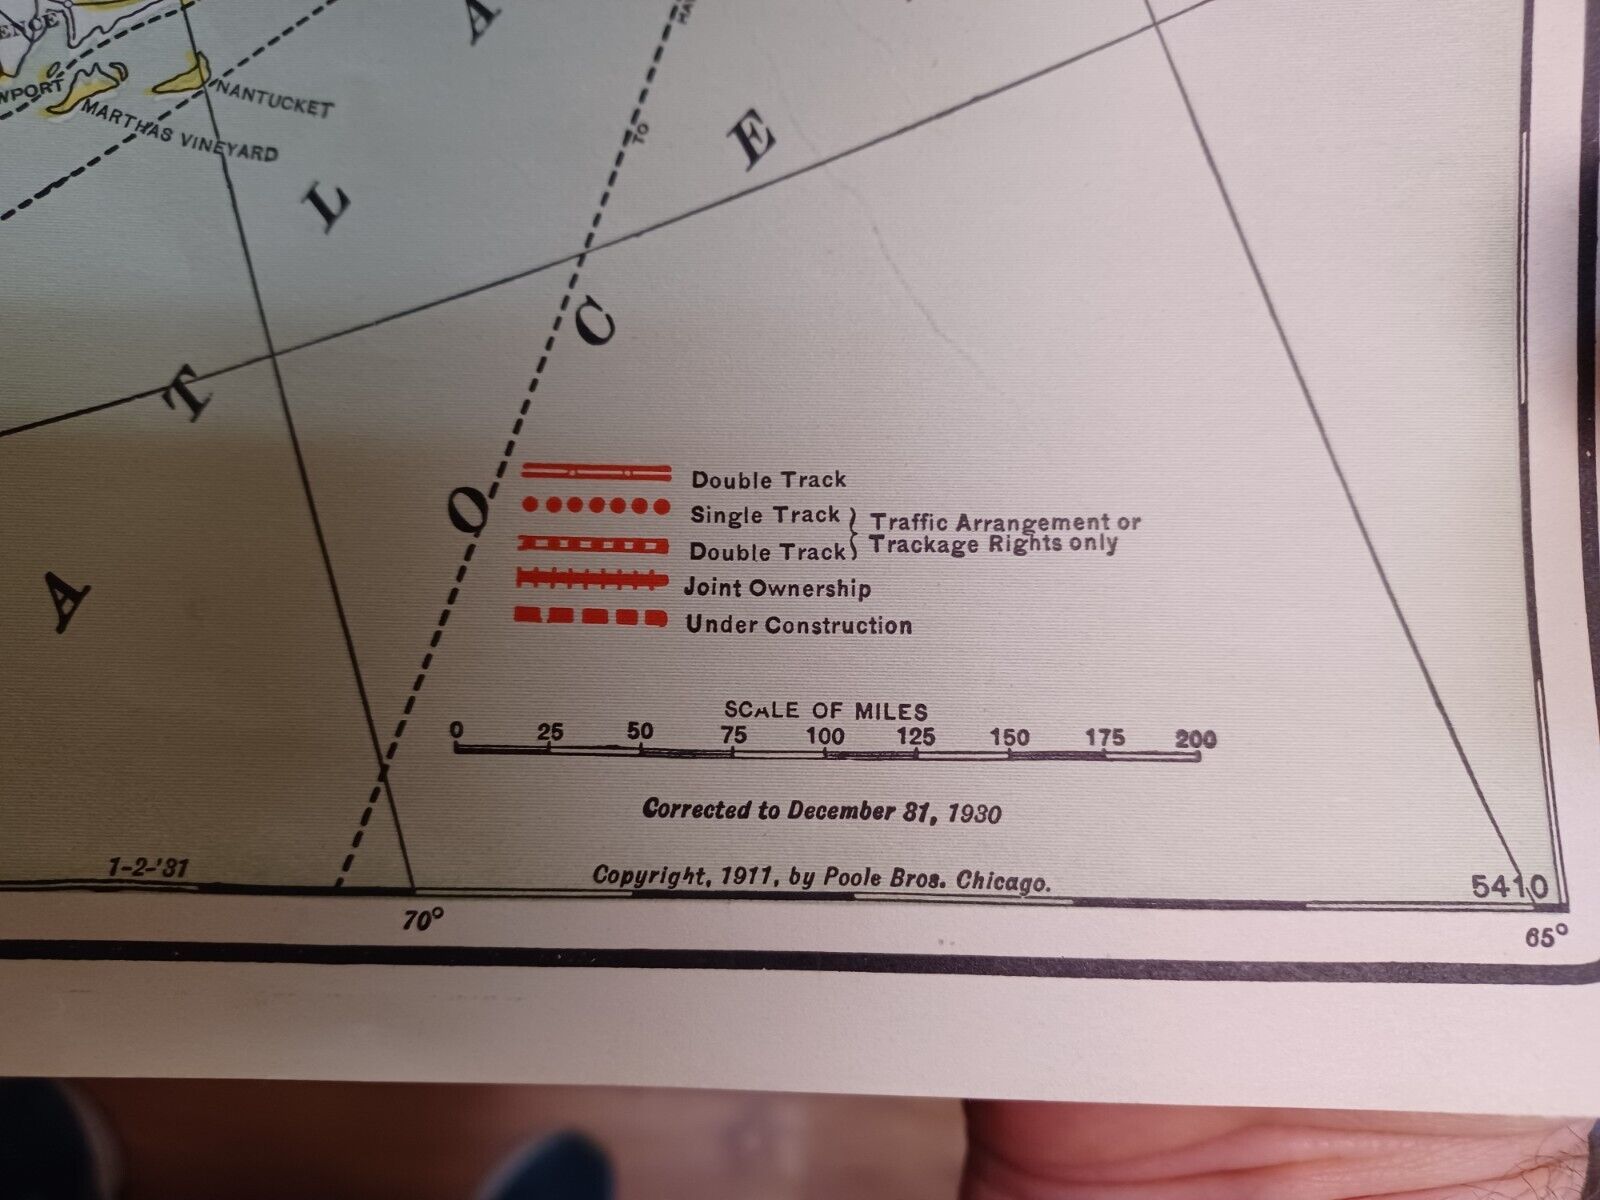 NANTUCKET
MARTHAS VINEYARD
A
E
L
TO
C
T
O
A
Double Track
Single Track
Double Track
Traffic Arrangement or
Trackage Rights only
Joint Ownership
Under Construction
SCALE OF MILES
0 25 50 75 100 125 150 175 200
Corrected to December 31, 1930
1-2-'31
Copyright, 1911, by Poole Bros. Chicago.
5410
70°
65°